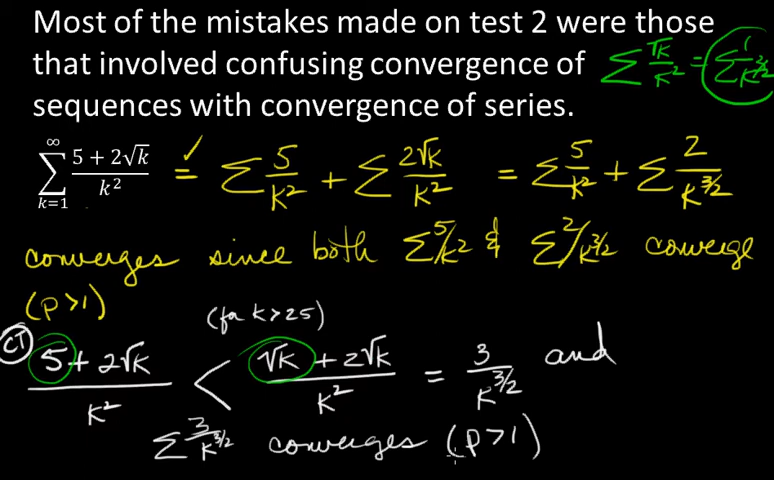 Most of the mistakes made on test 2 were those
that involved confusing convergence of
sequences with convergence of series.
∑ √k/k² = ∑ 1/k^(3/2)
∑_{k=1}^{∞} (5 + 2√k)/k² = ✓ ∑ 5/k² + ∑ 2√k/k² = ∑ 5/k² + ∑ 2/k^(3/2)
converges since both ∑ 5/k² & ∑ 2/k^(3/2) converge
(P>1)
(for k>25)
CT
(5 + 2√k)/k² < (√k + 2√k)/k² = 3/k^(3/2) and
∑ 3/k^(3/2) converges (P>1)